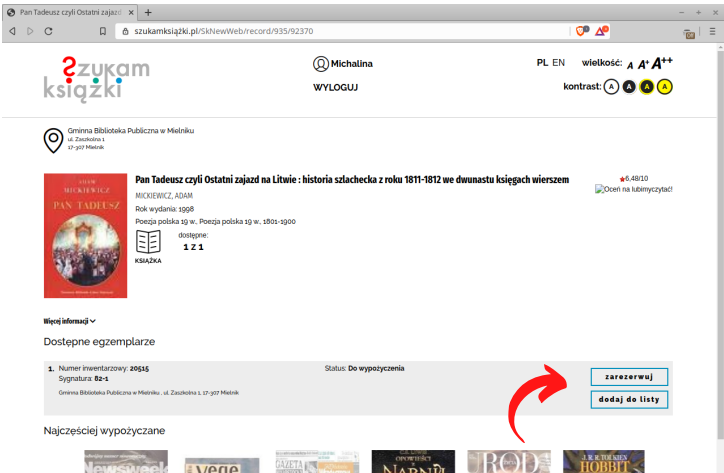 Pan Tadeusz czyli Ostatni zajazd
szukamksiążki.pl/SkNewWeb/record/935/92370
Szukam
książki
Michalina
WYLOGUJ
PL EN
wielkość: A A+ A++
kontrast: A A A A
Gminna Biblioteka Publiczna w Mielniku
ul. Zaszkolna 1
17-307 Mielnik
ADAM
MICKIEWICZ
PAN TADEUSZ
Pan Tadeusz czyli Ostatni zajazd na Litwie : historia szlachecka z roku 1811-1812 we dwunastu księgach wierszem
MICKIEWICZ, ADAM
Rok wydania: 1998
Poezja polska 19 w., Poezja polska 19 w., 1801-1900
dostępne:
1 z 1
KSIĄŻKA
6,48/10
Oceń na lubimyczytać!
Więcej informacji
Dostępne egzemplarze
1. Numer inwentarzowy: 20515
Sygnatura: 82-1
Gminna Biblioteka Publiczna w Mielniku , ul. Zaszkolna 1, 17-307 Mielnik
Status: Do wypożyczenia
zarezerwuj
dodaj do listy
Najczęściej wypożyczane
Newsweek
vege
GAZETA
OPOWIEŚCI
NARNII
J.R.R. TOLKIEN
HOBBIT